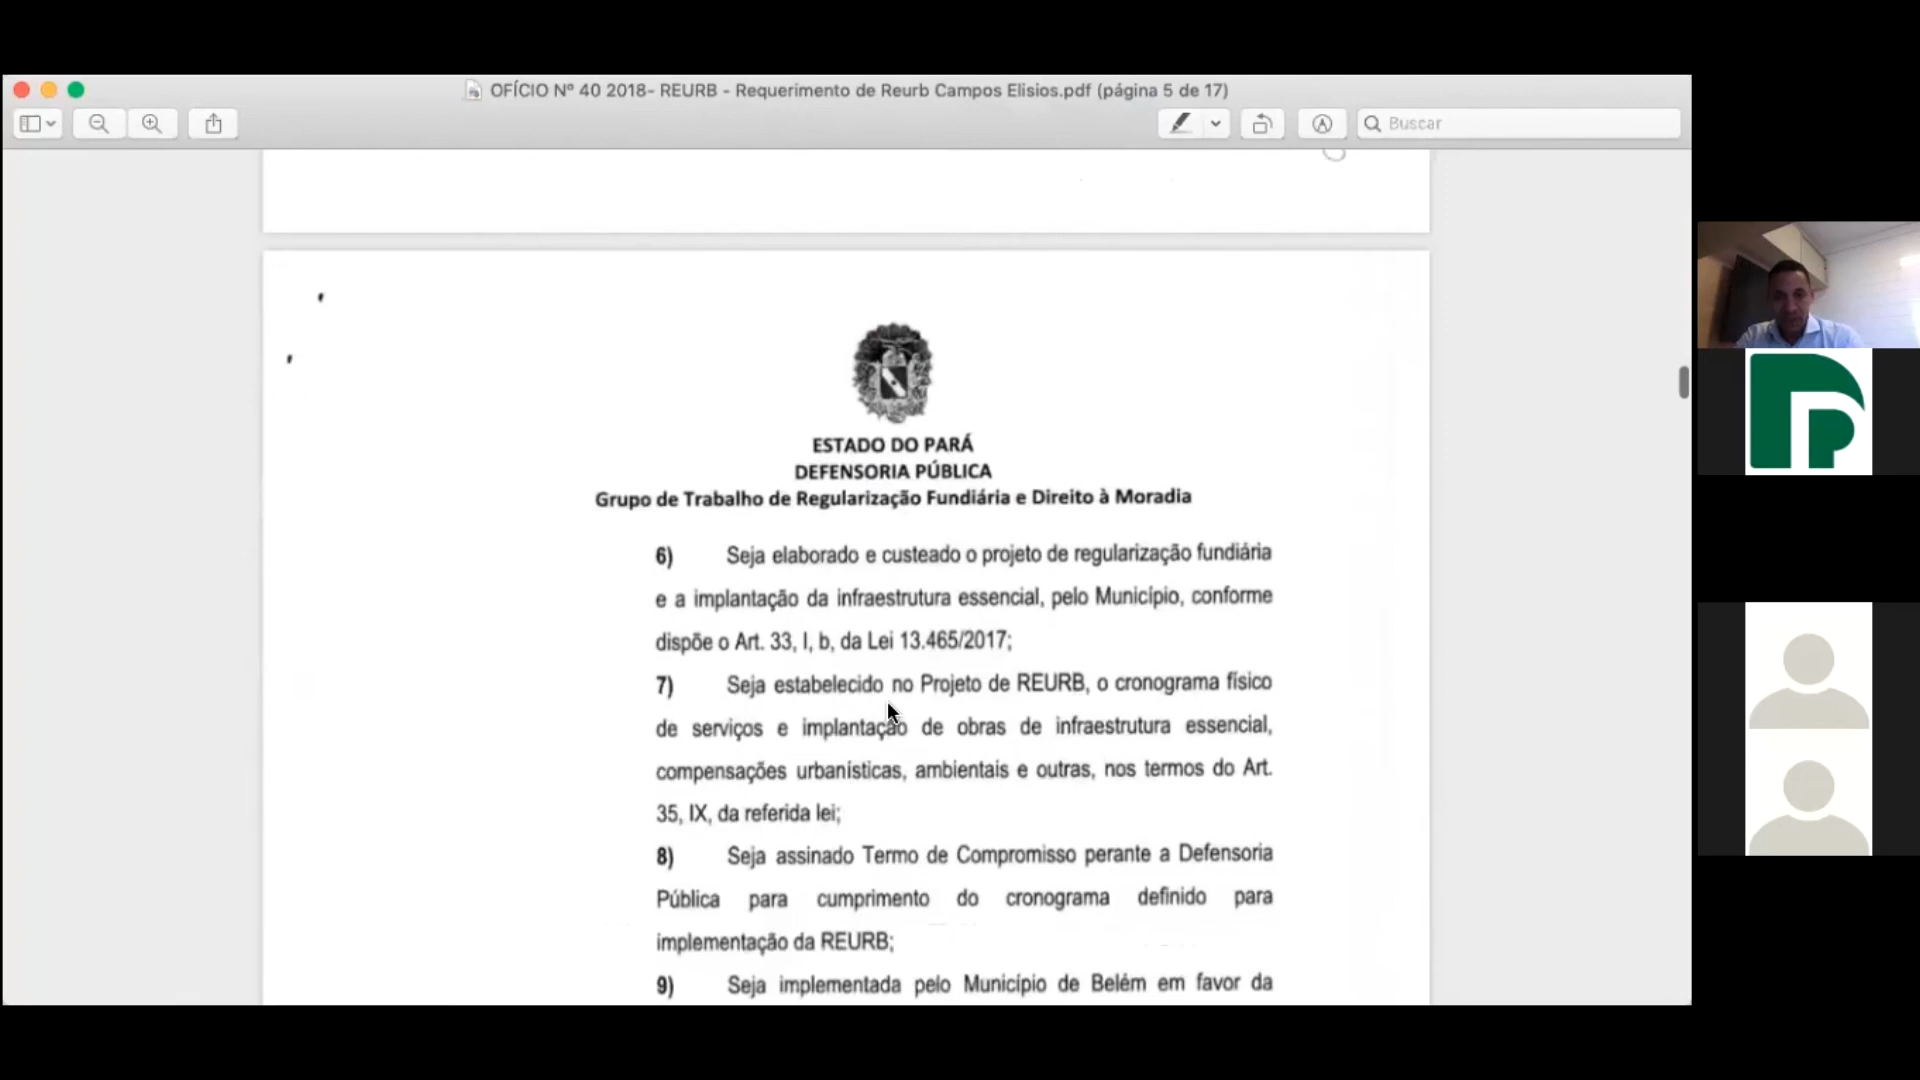 OFÍCIO Nº 40 2018- REURB - Requerimento de Reurb Campos Elisios.pdf (página 5 de 17)
Buscar
ESTADO DO PARÁ
DEFENSORIA PÚBLICA
Grupo de Trabalho de Regularização Fundiária e Direito à Moradia
6) Seja elaborado e custeado o projeto de regularização fundiária
e a implantação da infraestrutura essencial, pelo Município, conforme
dispõe o Art. 33, I, b, da Lei 13.465/2017;
7) Seja estabelecido no Projeto de REURB, o cronograma físico
de serviços e implantação de obras de infraestrutura essencial,
compensações urbanísticas, ambientais e outras, nos termos do Art.
35, IX, da referida lei;
8) Seja assinado Termo de Compromisso perante a Defensoria
Pública para cumprimento do cronograma definido para
implementação da REURB;
9) Seja implementada pelo Município de Belém em favor da